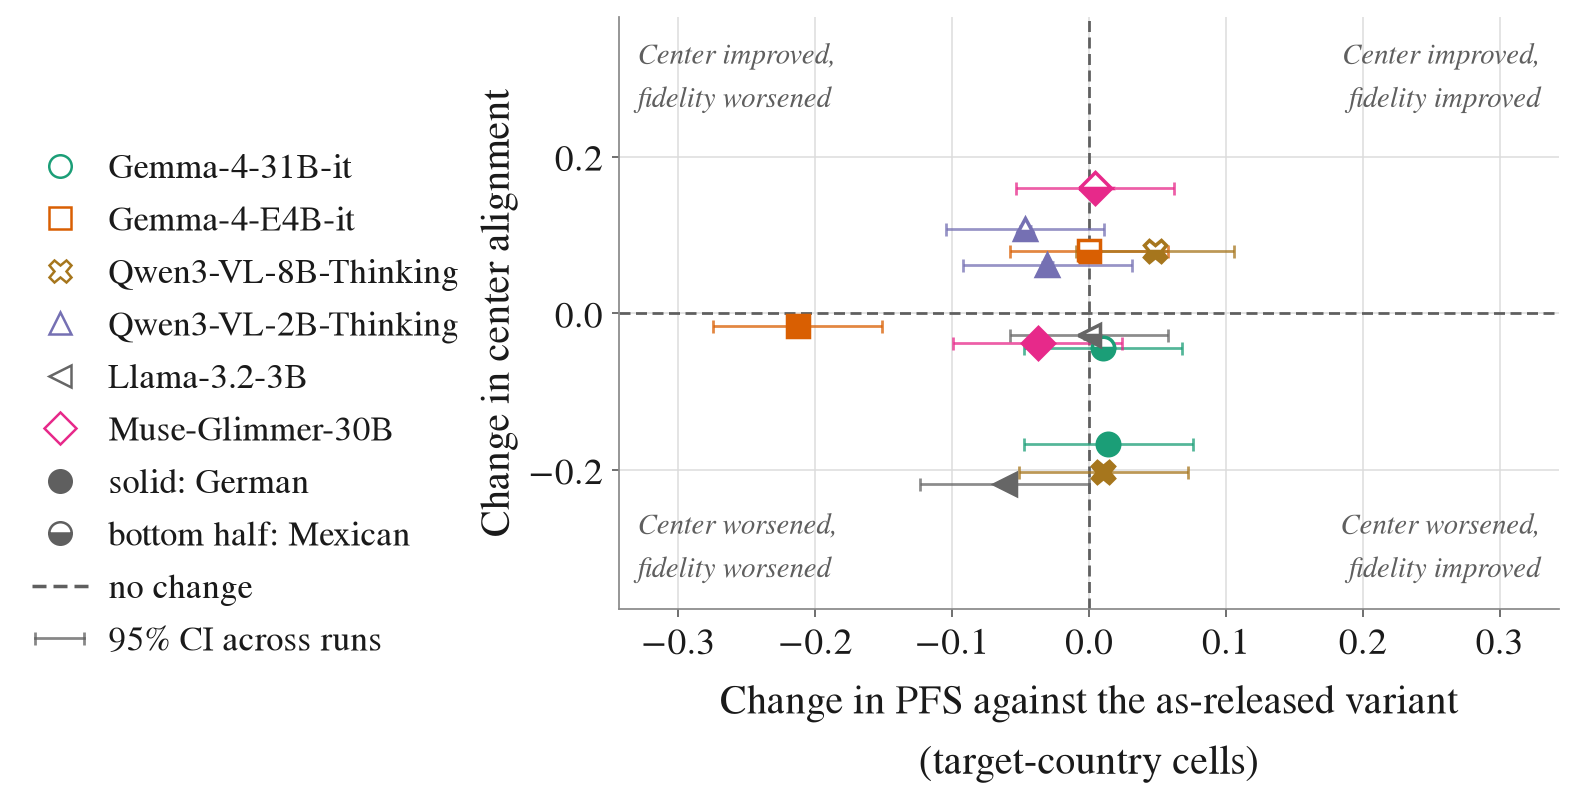 Center improved,
fidelity worsened
Center improved,
fidelity improved
Gemma-4-31B-it
Gemma-4-E4B-it
Qwen3-VL-8B-Thinking
Qwen3-VL-2B-Thinking
Llama-3.2-3B
Muse-Glimmer-30B
solid: German
bottom half: Mexican
no change
95% CI across runs
Change in center alignment
0.2
0.0
−0.2
Center worsened,
fidelity worsened
Center worsened,
fidelity improved
−0.3 −0.2 −0.1 0.0 0.1 0.2 0.3
Change in PFS against the as-released variant
(target-country cells)